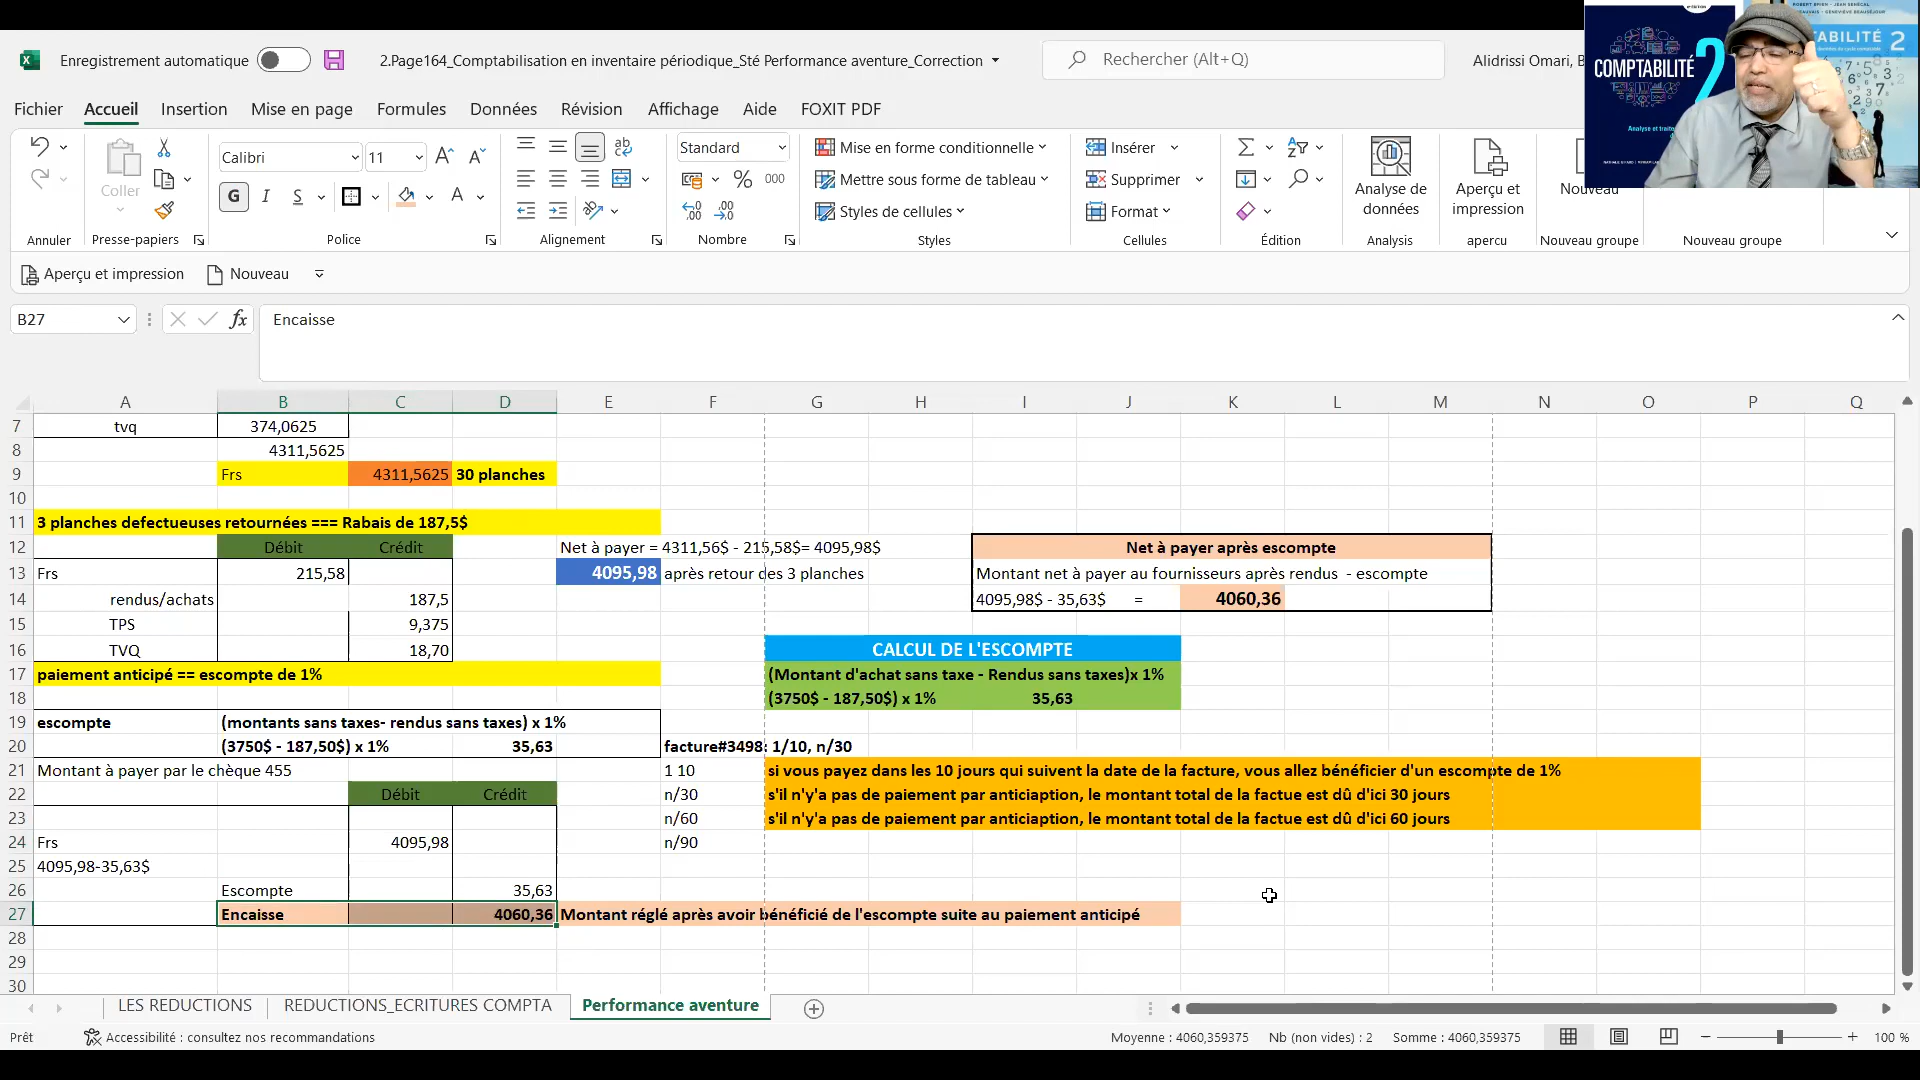 Enregistrement automatique
2.Page164_Comptabilisation en inventaire périodique_Sté Performance aventure_Correction
Rechercher (Alt+Q)
Alidrissi Omari, B
COMPTABILITÉ 2
Fichier Accueil Insertion Mise en page Formules Données Révision Affichage Aide FOXIT PDF
Calibri 11
Standard
Mise en forme conditionnelle
Insérer
Coller
G I S
% 000
Mettre sous forme de tableau
Supprimer
Analyse de données
Aperçu et impression
Nouveau
Styles de cellules
Format
Annuler Presse-papiers Police Alignement Nombre Styles Cellules Édition Analysis apercu Nouveau groupe Nouveau groupe
Aperçu et impression Nouveau
B27 fx Encaisse
A B C D E F G H I J K L M N O P Q
7 tvq 374,0625
8 4311,5625
9 Frs 4311,5625 30 planches
10
11 3 planches defectueuses retournées === Rabais de 187,5$
12 Débit Crédit Net à payer = 4311,56$ - 215,58$= 4095,98$ Net à payer après escompte
13 Frs 215,58 4095,98 après retour des 3 planches Montant net à payer au fournisseurs après rendus - escompte
14 rendus/achats 187,5 4095,98$ - 35,63$ = 4060,36
15 TPS 9,375
16 TVQ 18,70 CALCUL DE L'ESCOMPTE
17 paiement anticipé == escompte de 1% (Montant d'achat sans taxe - Rendus sans taxes)x 1%
18 (3750$ - 187,50$) x 1% 35,63
19 escompte (montants sans taxes- rendus sans taxes) x 1%
20 (3750$ - 187,50$) x 1% 35,63 facture#3498: 1/10, n/30
21 Montant à payer par le chèque 455 1 10 si vous payez dans les 10 jours qui suivent la date de la facture, vous allez bénéficier d'un escompte de 1%
22 Débit Crédit n/30 s'il n'y'a pas de paiement par anticiaption, le montant total de la factue est dû d'ici 30 jours
23 n/60 s'il n'y'a pas de paiement par anticiaption, le montant total de la factue est dû d'ici 60 jours
24 Frs 4095,98 n/90
25 4095,98-35,63$
26 Escompte 35,63
27 Encaisse 4060,36 Montant réglé après avoir bénéficié de l'escompte suite au paiement anticipé
28
29
30
LES REDUCTIONS REDUCTIONS_ECRITURES COMPTA Performance aventure
Prêt Accessibilité : consultez nos recommandations Moyenne : 4060,359375 Nb (non vides) : 2 Somme : 4060,359375 100 %